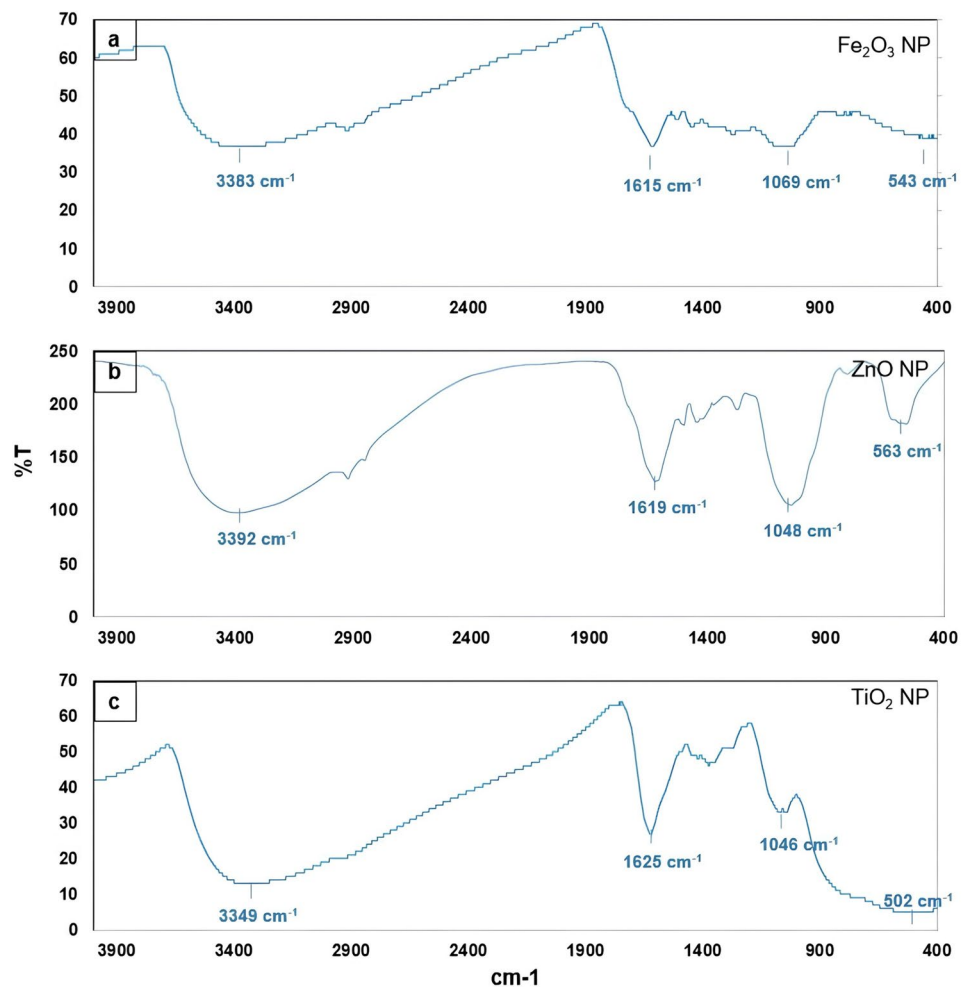 70
a
Fe₂O₃ NP
60
50
40
30
20
10
0
3383 cm⁻¹
1615 cm⁻¹
1069 cm⁻¹
543 cm⁻¹
3900 3400 2900 2400 1900 1400 900 400
250
b
ZnO NP
200
150
100
50
0
%T
563 cm⁻¹
1619 cm⁻¹
1048 cm⁻¹
3392 cm⁻¹
3900 3400 2900 2400 1900 1400 900 400
70
c
TiO₂ NP
60
50
40
30
20
10
0
1046 cm⁻¹
1625 cm⁻¹
502 cm⁻¹
3349 cm⁻¹
3900 3400 2900 2400 1900 1400 900 400
cm-1